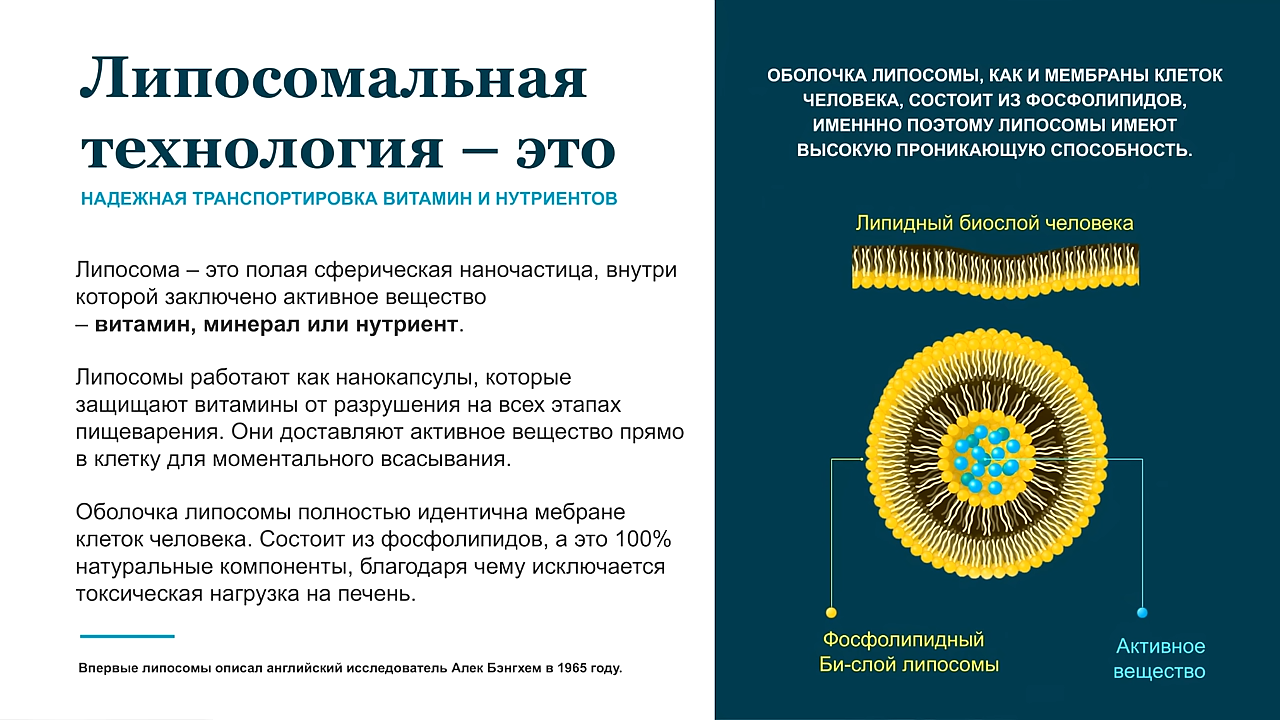 Липосомальная
технология – это
НАДЕЖНАЯ ТРАНСПОРТИРОВКА ВИТАМИН И НУТРИЕНТОВ
Липосома – это полая сферическая наночастица, внутри
которой заключено активное вещество
– витамин, минерал или нутриент.
Липосомы работают как нанокапсулы, которые
защищают витамины от разрушения на всех этапах
пищеварения. Они доставляют активное вещество прямо
в клетку для моментального всасывания.
Оболочка липосомы полностью идентична мебране
клеток человека. Состоит из фосфолипидов, а это 100%
натуральные компоненты, благодаря чему исключается
токсическая нагрузка на печень.
Впервые липосомы описал английский исследователь Алек Бэнгхем в 1965 году.
ОБОЛОЧКА ЛИПОСОМЫ, КАК И МЕМБРАНЫ КЛЕТОК
ЧЕЛОВЕКА, СОСТОИТ ИЗ ФОСФОЛИПИДОВ,
ИМЕНННО ПОЭТОМУ ЛИПОСОМЫ ИМЕЮТ
ВЫСОКУЮ ПРОНИКАЮЩУЮ СПОСОБНОСТЬ.
Липидный биослой человека
Фосфолипидный
Би-слой липосомы
Активное
вещество